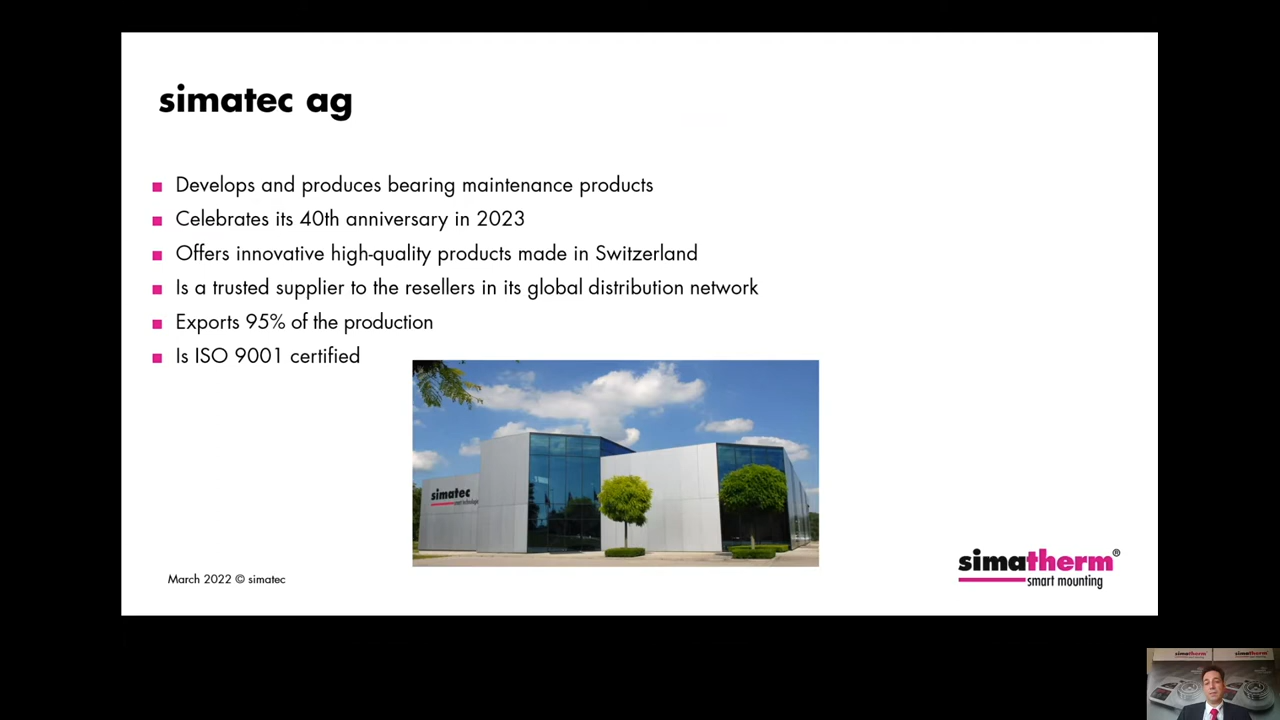 simatec ag
Develops and produces bearing maintenance products
Celebrates its 40th anniversary in 2023
Offers innovative high-quality products made in Switzerland
Is a trusted supplier to the resellers in its global distribution network
Exports 95% of the production
Is ISO 9001 certified
simatec
March 2022 © simatec
simatherm®
smart mounting
simatherm
simatherm